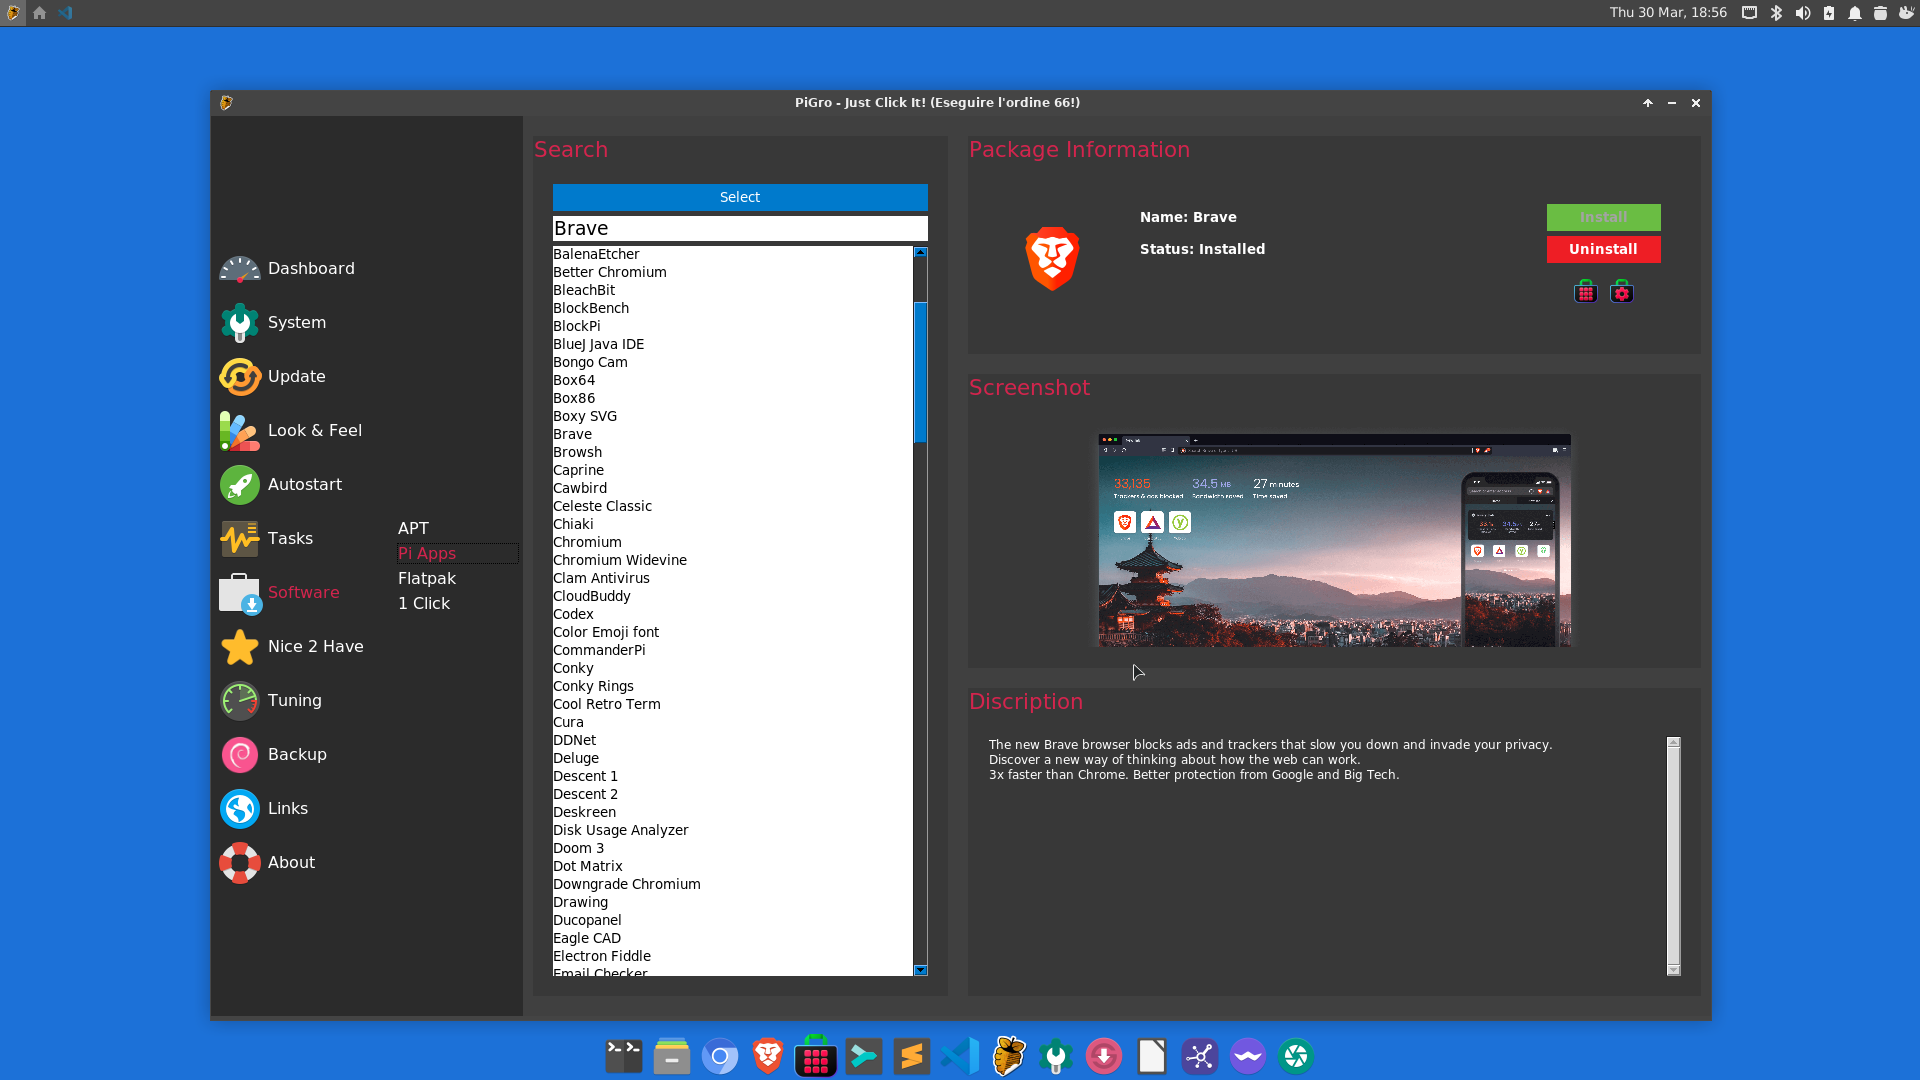 Thu 30 Mar, 18:56
PiGro - Just Click It! (Eseguire l'ordine 66!)
Dashboard
System
Update
Look & Feel
Autostart
Tasks
Software
Nice 2 Have
Tuning
Backup
Links
About
APT
Pi Apps
Flatpak
1 Click
Search
Select
Brave
BalenaEtcher
Better Chromium
BleachBit
BlockBench
BlockPi
BlueJ Java IDE
Bongo Cam
Box64
Box86
Boxy SVG
Brave
Browsh
Caprine
Cawbird
Celeste Classic
Chiaki
Chromium
Chromium Widevine
Clam Antivirus
CloudBuddy
Codex
Color Emoji font
CommanderPi
Conky
Conky Rings
Cool Retro Term
Cura
DDNet
Deluge
Descent 1
Descent 2
Deskreen
Disk Usage Analyzer
Doom 3
Dot Matrix
Downgrade Chromium
Drawing
Ducopanel
Eagle CAD
Electron Fiddle
Email Checker
Package Information
Name: Brave
Status: Installed
Install
Uninstall
Screenshot
33,135 34.5 MB 27 minutes
Trackers & ads blocked Bandwidth saved Time saved
Discription
The new Brave browser blocks ads and trackers that slow you down and invade your privacy.
Discover a new way of thinking about how the web can work.
3x faster than Chrome. Better protection from Google and Big Tech.